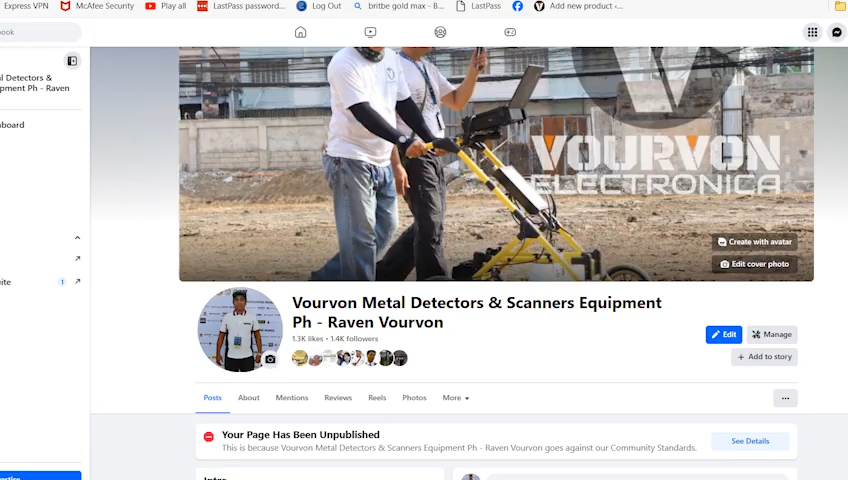 Express VPN McAfee Security Play all LastPass password... Log Out britbe gold max - B... LastPass Add new product ‹...
ook
VOURVON
ELECTRONICA
al Detectors &
pment Ph - Raven
Vourvon
nboard
Create with avatar
Edit cover photo
ite 1
Vourvon Metal Detectors & Scanners Equipment
Ph - Raven Vourvon
1.3K likes • 1.4K followers
Edit Manage
Add to story
Posts About Mentions Reviews Reels Photos More
Your Page Has Been Unpublished
This is because Vourvon Metal Detectors & Scanners Equipment Ph - Raven Vourvon goes against our Community Standards.
See Details
Intro